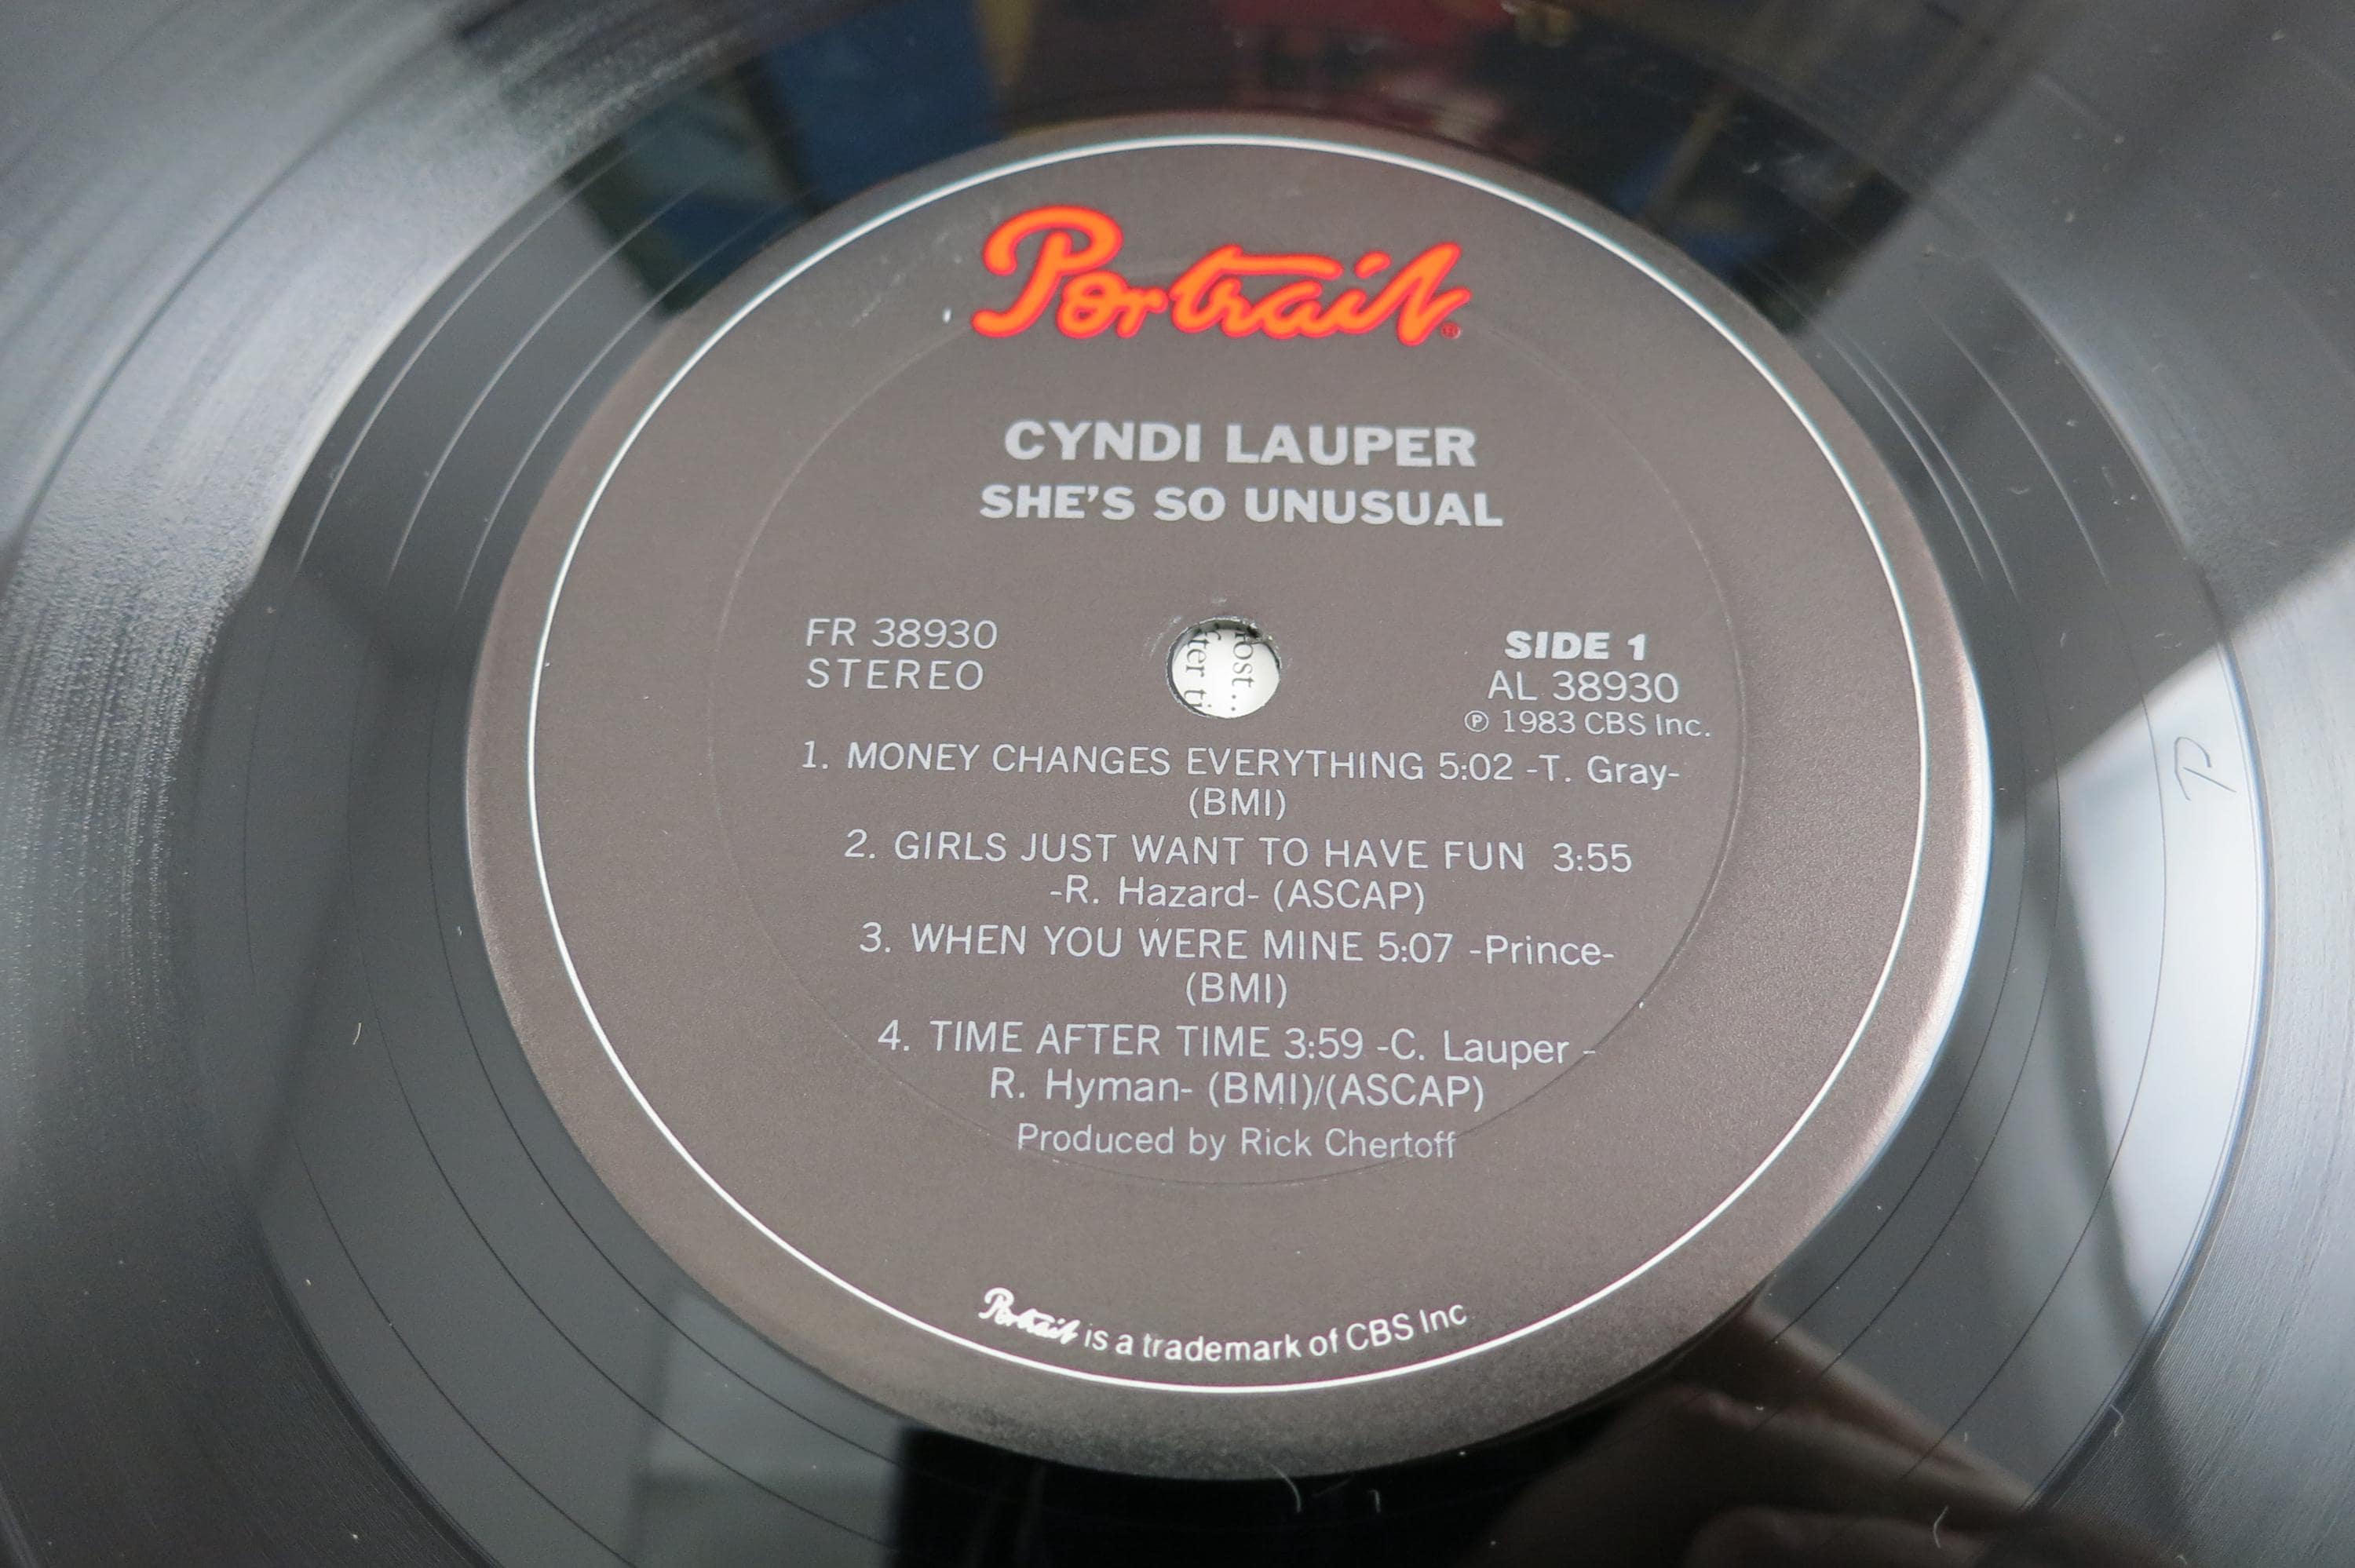 Portrait
CYNDI LAUPER
SHE'S SO UNUSUAL
FR 38930
STEREO
SIDE 1
AL 38930
℗ 1983 CBS Inc.
1. MONEY CHANGES EVERYTHING 5:02 -T. Gray-
(BMI)
2. GIRLS JUST WANT TO HAVE FUN 3:55
-R. Hazard- (ASCAP)
3. WHEN YOU WERE MINE 5:07 -Prince-
(BMI)
4. TIME AFTER TIME 3:59 -C. Lauper -
R. Hyman- (BMI)/(ASCAP)
Produced by Rick Chertoff
Portrait is a trademark of CBS Inc